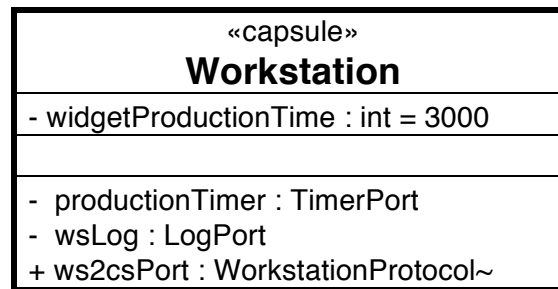 «capsule»
Workstation
- widgetProductionTime : int = 3000
- productionTimer : TimerPort
- wsLog : LogPort
+ ws2csPort : WorkstationProtocol~